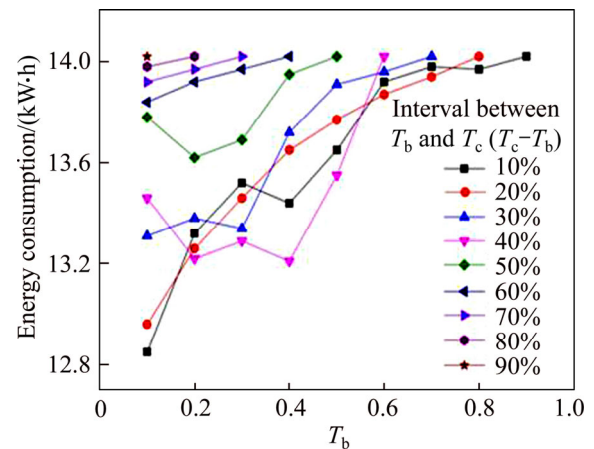 Energy consumption/(kW·h)
14.0
13.6
13.2
12.8
Interval between
T_b and T_c (T_c−T_b)
10%
20%
30%
40%
50%
60%
70%
80%
90%
0 0.2 0.4 0.6 0.8 1.0
T_b